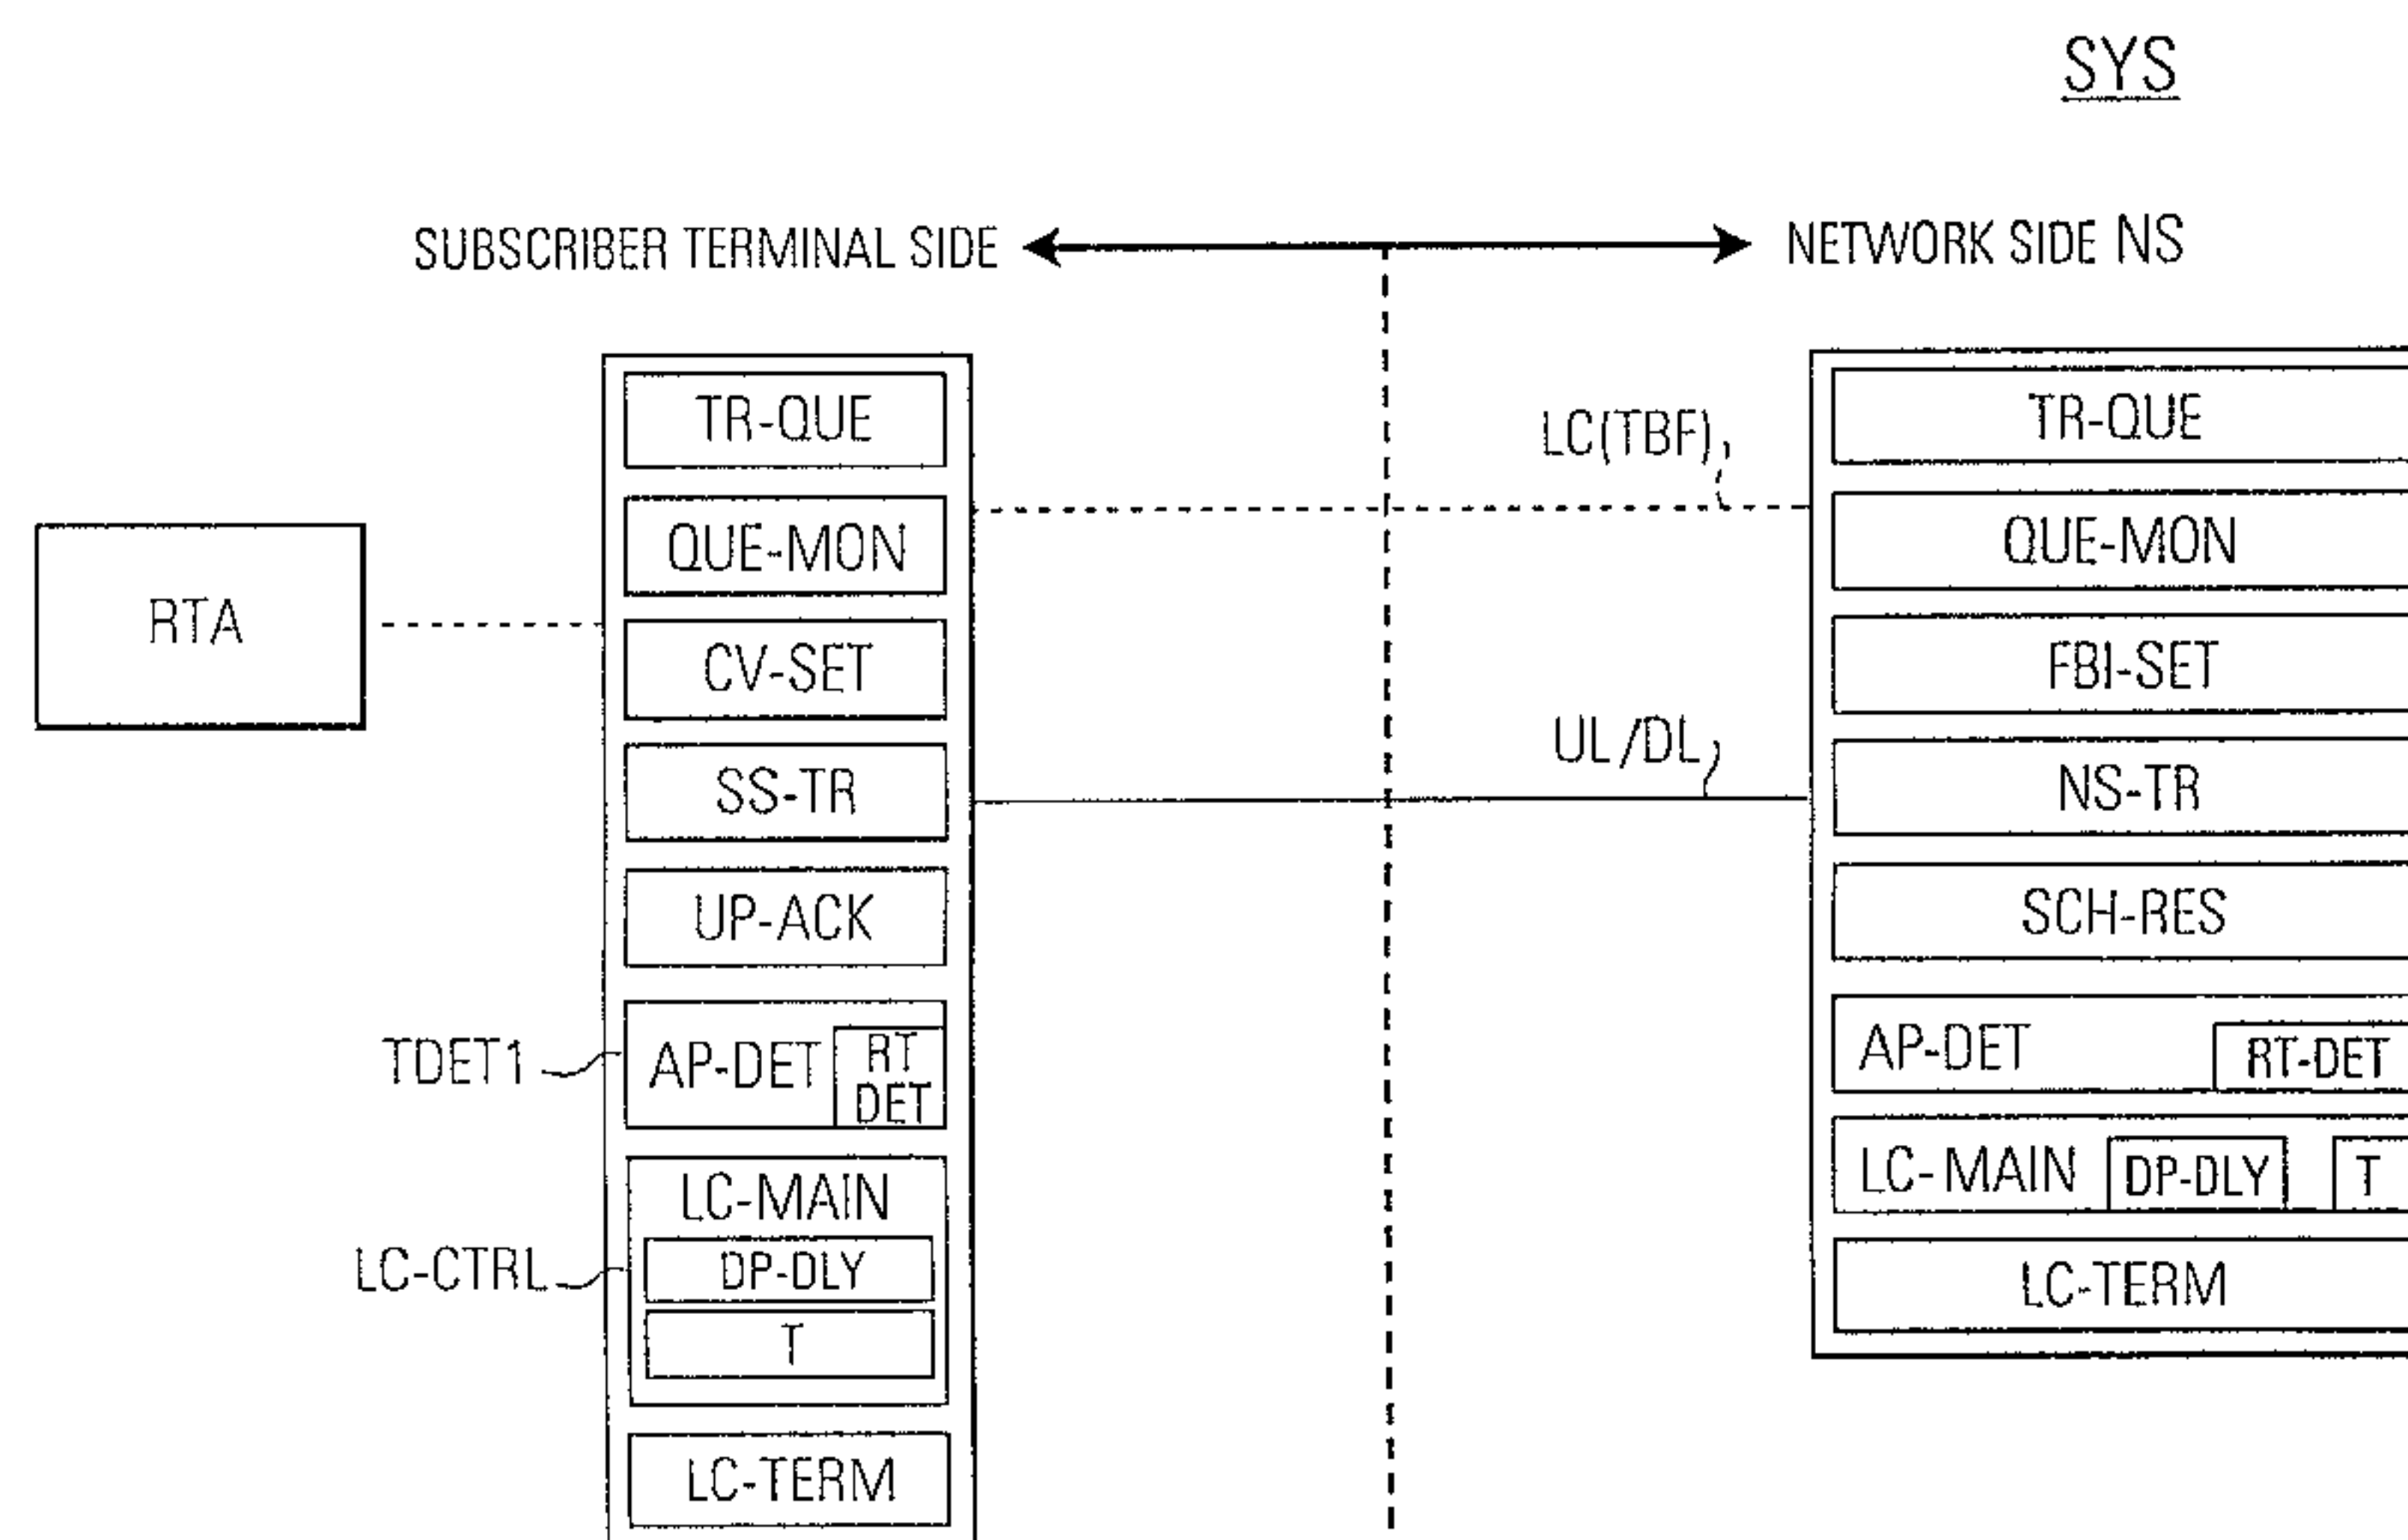 SYS
SUBSCRIBER TERMINAL SIDE
NETWORK SIDE NS
RTA
TR-QUE
QUE-MON
CV-SET
SS-TR
UP-ACK
TDET1
AP-DET
RT
DET
LC-CTRL
LC-MAIN
DP-DLY
T
LC-TERM
LC(TBF)
UL/DL
TR-QUE
QUE-MON
FBI-SET
NS-TR
SCH-RES
AP-DET
RT-DET
LC-MAIN
DP-DLY
T
LC-TERM